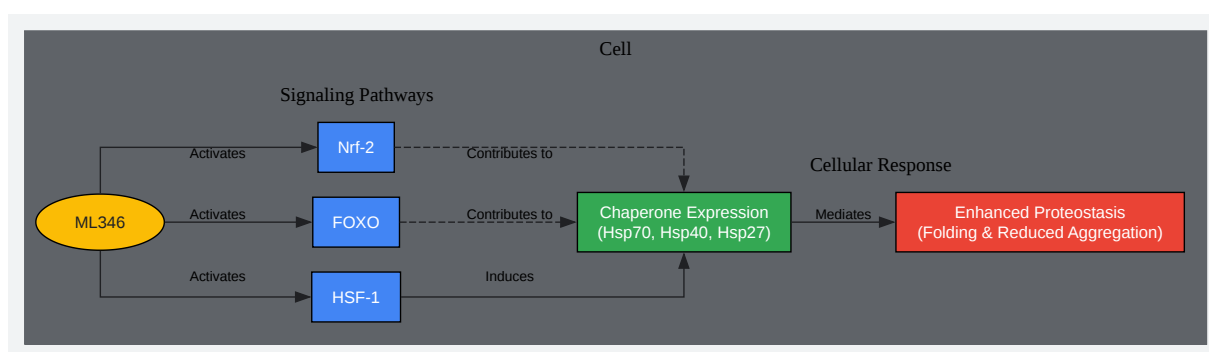 Cell
Signaling Pathways
Cellular Response
ML346
Activates
Nrf-2
Contributes to
Activates
FOXO
Contributes to
Activates
HSF-1
Induces
Chaperone Expression
(Hsp70, Hsp40, Hsp27)
Mediates
Enhanced Proteostasis
(Folding & Reduced Aggregation)